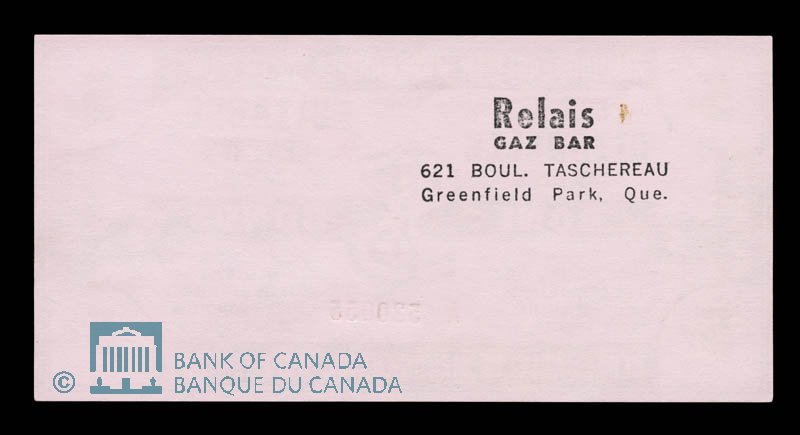 Relais
GAZ BAR
621 BOUL. TASCHEREAU
Greenfield Park, Que.
© BANK OF CANADA
BANQUE DU CANADA